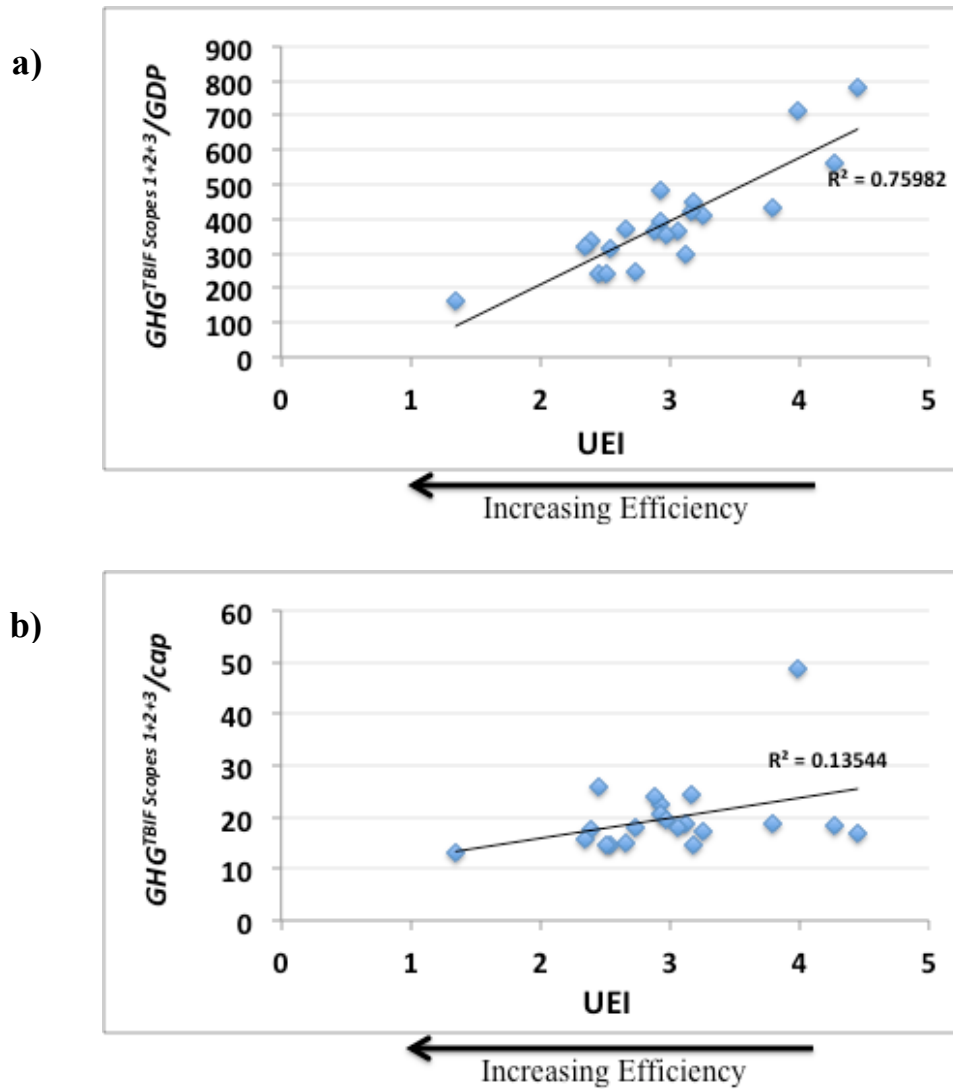 a)
GHG^TBIF Scopes 1+2+3/GDP
900
800
700
600
500
400
300
200
100
0
R² = 0.75982
0 1 2 3 4 5
UEI
Increasing Efficiency
b)
GHG^TBIF Scopes 1+2+3/cap
60
50
40
30
20
10
0
R² = 0.13544
0 1 2 3 4 5
UEI
Increasing Efficiency